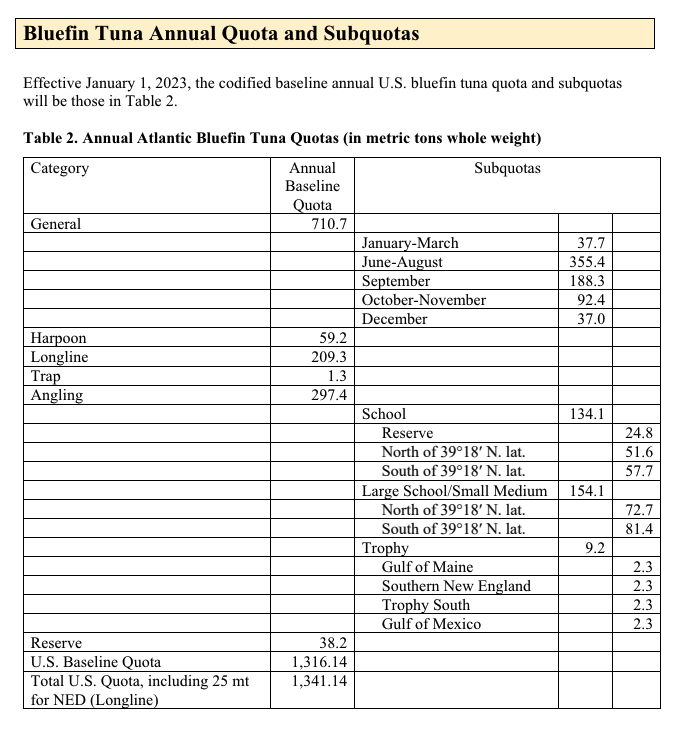 Bluefin Tuna Annual Quota and Subquotas
Effective January 1, 2023, the codified baseline annual U.S. bluefin tuna quota and subquotas
will be those in Table 2.
Table 2. Annual Atlantic Bluefin Tuna Quotas (in metric tons whole weight)
Category Annual Subquotas
Baseline
Quota
General 710.7
January-March 37.7
June-August 355.4
September 188.3
October-November 92.4
December 37.0
Harpoon 59.2
Longline 209.3
Trap 1.3
Angling 297.4
School 134.1
Reserve 24.8
North of 39°18′ N. lat. 51.6
South of 39°18′ N. lat. 57.7
Large School/Small Medium 154.1
North of 39°18′ N. lat. 72.7
South of 39°18′ N. lat. 81.4
Trophy 9.2
Gulf of Maine 2.3
Southern New England 2.3
Trophy South 2.3
Gulf of Mexico 2.3
Reserve 38.2
U.S. Baseline Quota 1,316.14
Total U.S. Quota, including 25 mt 1,341.14
for NED (Longline)